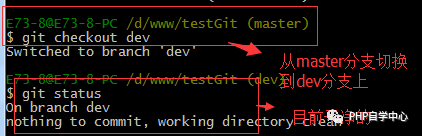 E73-8@E73-8-PC /d/www/testGit (master)
$ git checkout dev
Switched to branch 'dev'
从master分支切换
到dev分支上
E73-8@E73-8-PC /d/www/testGit (dev)
$ git status
On branch dev
目前
nothing to commit, working directory clean
PHP自学中心